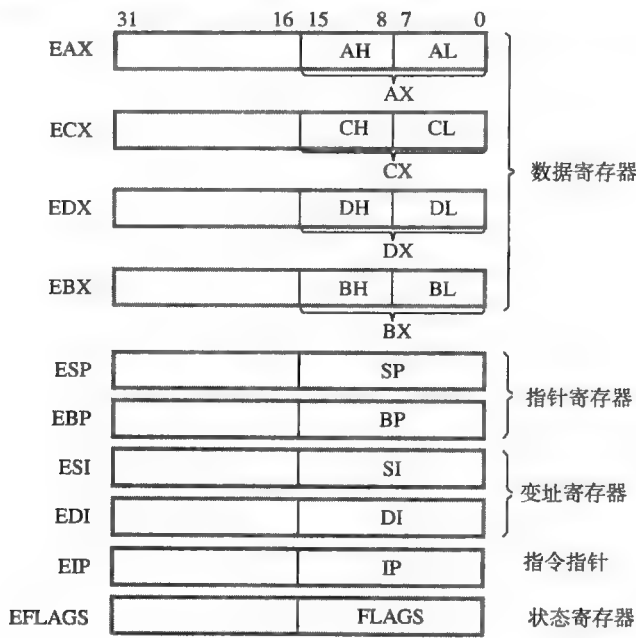 31 16 15 8 7 0
EAX AH AL
AX
ECX CH CL
CX
数据寄存器
EDX DH DL
DX
EBX BH BL
BX
ESP SP
指针寄存器
EBP BP
ESI SI
变址寄存器
EDI DI
EIP IP 指令指针
EFLAGS FLAGS 状态寄存器